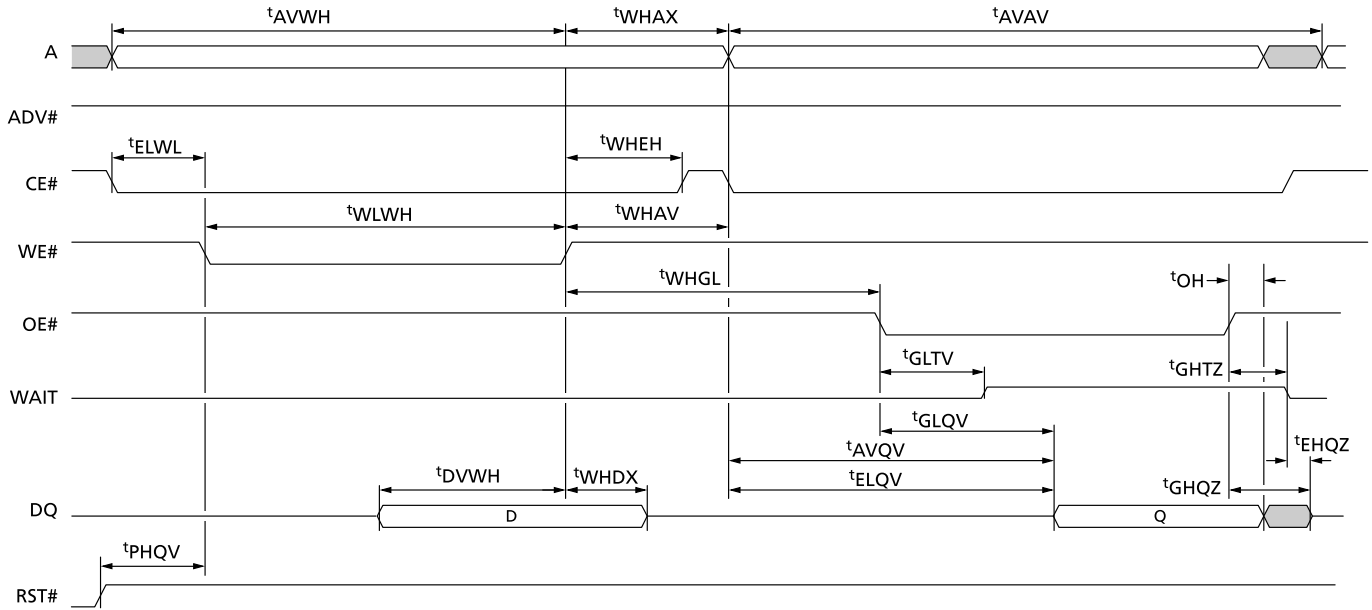 tAVWH tWHAX tAVAV
A
ADV#
tELWL tWHEH
CE#
tWLWH tWHAV
WE#
tWHGL tOH
OE#
tGLTV tGHTZ
WAIT
tGLQV
tAVQV tEHQZ
tDVWH tWHDX tELQV tGHQZ
DQ D Q
tPHQV
RST#